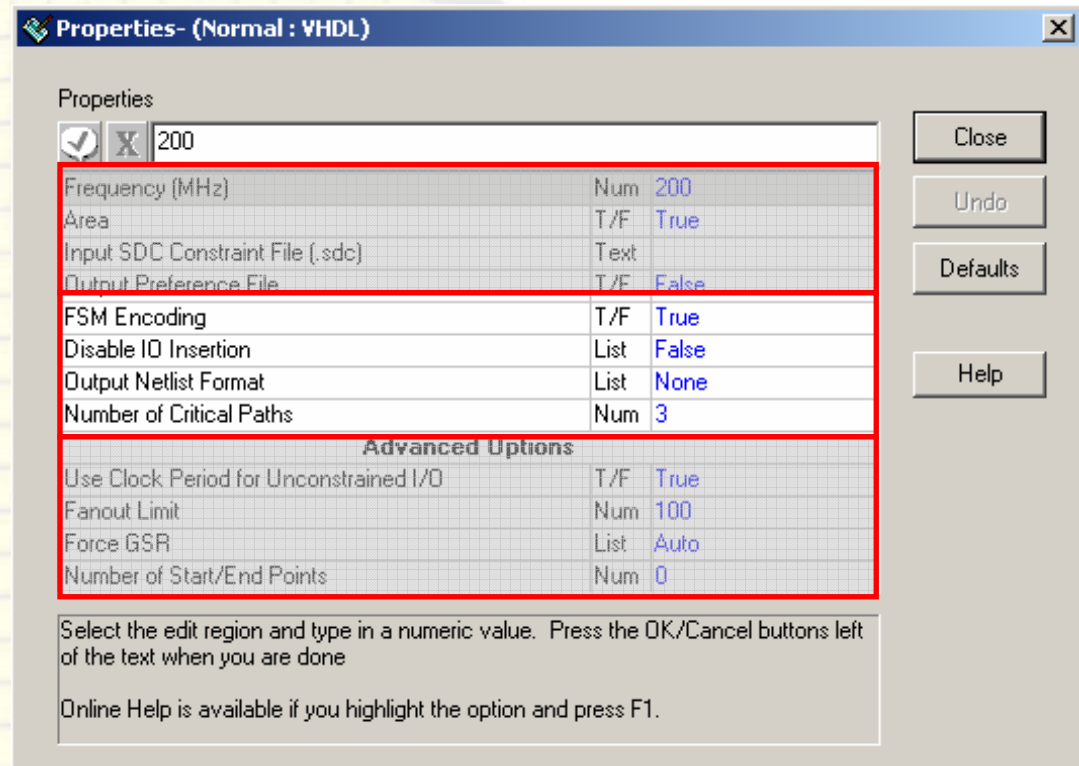 Properties- (Normal : VHDL)
Properties
200
Close
Frequency (MHz) Num 200
Undo
Area T/F True
Input SDC Constraint File (.sdc) Text
Defaults
Output Preference File T/F False
FSM Encoding T/F True
Disable IO Insertion List False
Output Netlist Format List None
Help
Number of Critical Paths Num 3
Advanced Options
Use Clock Period for Unconstrained I/O T/F True
Fanout Limit Num 100
Force GSR List Auto
Number of Start/End Points Num 0
Select the edit region and type in a numeric value. Press the OK/Cancel buttons left
of the text when you are done
Online Help is available if you highlight the option and press F1.